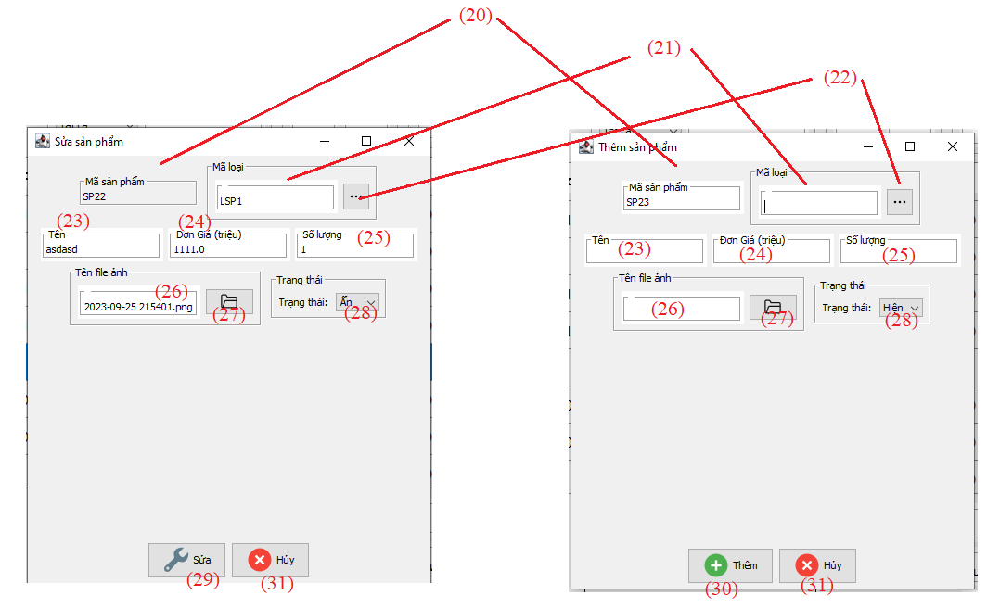 (20)
(21)
(22)
Sửa sản phẩm
Mã sản phẩm
SP22
Mã loại
LSP1
...
(23)
(24)
(25)
Tên
asdasd
Đơn Giá (triệu)
1111.0
Số lượng
1
Tên file ảnh
(26)
2023-09-25 215401.png
(27)
Trạng thái
Trạng thái:
Ẩn
(28)
Sửa
(29)
Hủy
(31)
Thêm sản phẩm
Mã sản phẩm
SP23
Mã loại
...
Tên
(23)
Đơn Giá (triệu)
(24)
Số lượng
(25)
Tên file ảnh
(26)
(27)
Trạng thái
Trạng thái:
Hiện
(28)
Thêm
(30)
Hủy
(31)